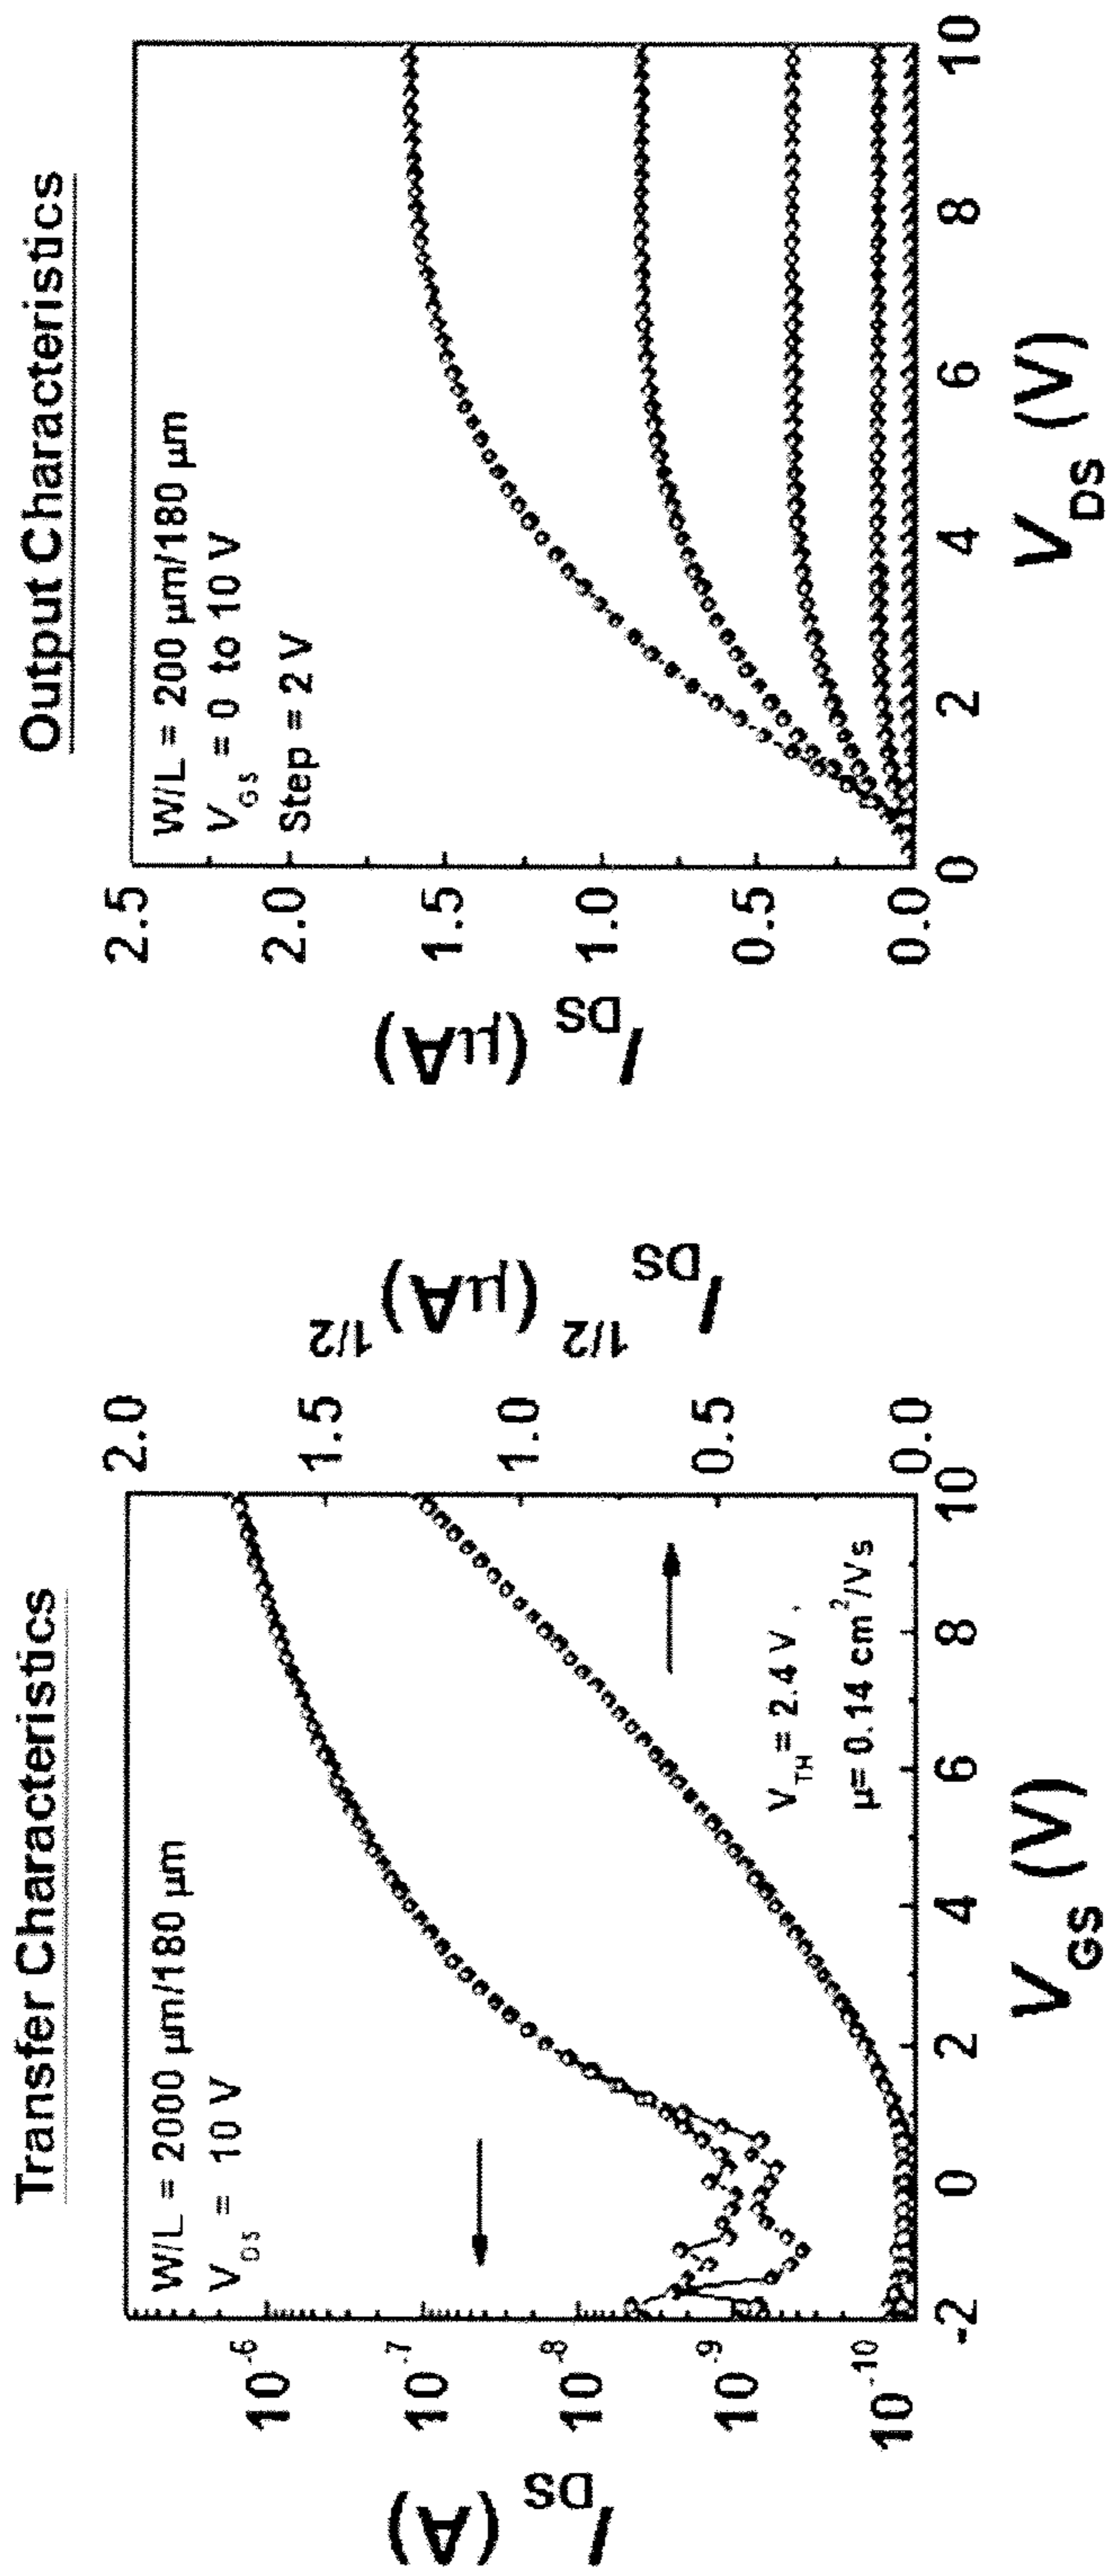 Transfer Characteristics
W/L = 2000 μm/180 μm
V_DS = 10 V
V_TH = 2.4 V ,
μ= 0.14 cm²/Vs
10⁻⁶
10⁻⁷
10⁻⁸
10⁻⁹
10⁻¹⁰
I_DS (A)
2.0
1.5
1.0
0.5
0.0
I_DS^1/2 (μA)^1/2
-2 0 2 4 6 8 10
V_GS (V)
Output Characteristics
W/L = 200 μm/180 μm
V_GS = 0 to 10 V
Step = 2 V
2.5
2.0
1.5
1.0
0.5
0.0
I_DS (μA)
0 2 4 6 8 10
V_DS (V)